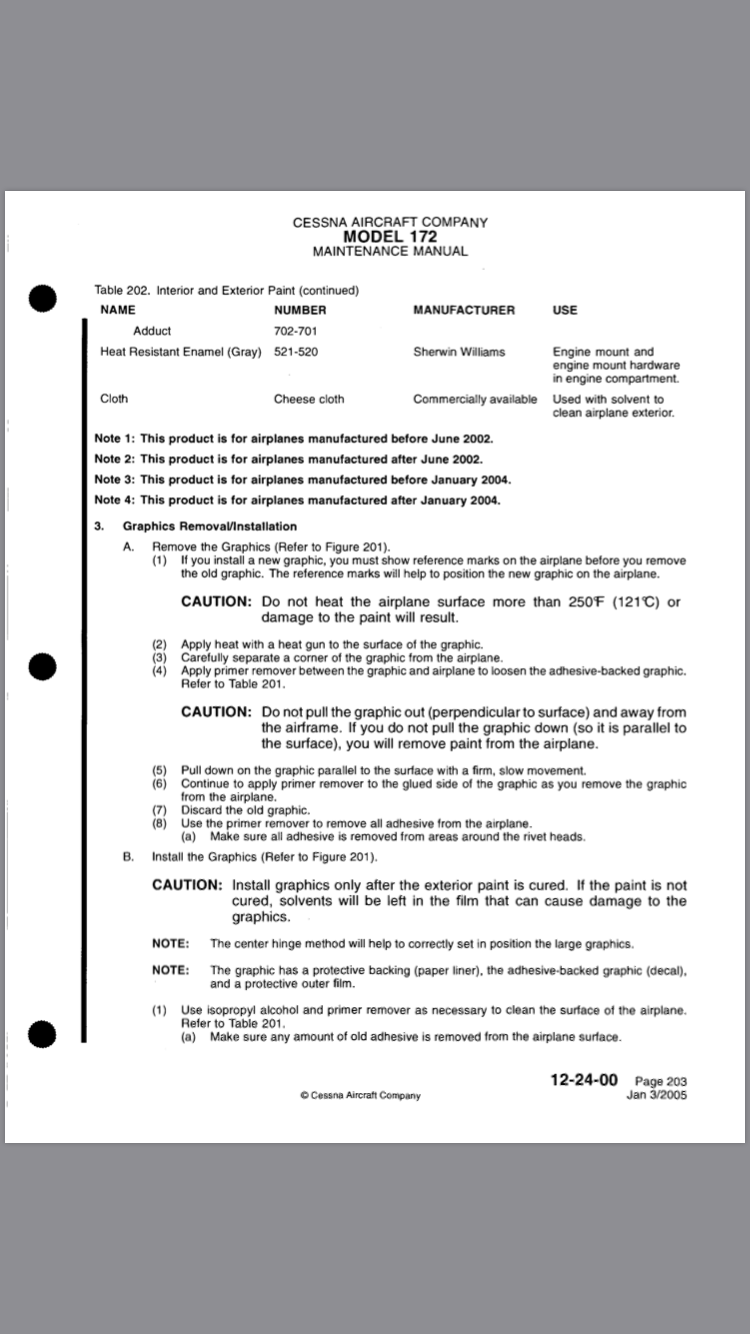 CESSNA AIRCRAFT COMPANY
MODEL 172
MAINTENANCE MANUAL
Table 202. Interior and Exterior Paint (continued)
NAME NUMBER MANUFACTURER USE
Adduct 702-701
Heat Resistant Enamel (Gray) 521-520 Sherwin Williams Engine mount and
engine mount hardware
in engine compartment.
Cloth Cheese cloth Commercially available Used with solvent to
clean airplane exterior.
Note 1: This product is for airplanes manufactured before June 2002.
Note 2: This product is for airplanes manufactured after June 2002.
Note 3: This product is for airplanes manufactured before January 2004.
Note 4: This product is for airplanes manufactured after January 2004.
3. Graphics Removal/Installation
A. Remove the Graphics (Refer to Figure 201).
(1) If you install a new graphic, you must show reference marks on the airplane before you remove
the old graphic. The reference marks will help to position the new graphic on the airplane.
CAUTION: Do not heat the airplane surface more than 250°F (121°C) or
damage to the paint will result.
(2) Apply heat with a heat gun to the surface of the graphic.
(3) Carefully separate a corner of the graphic from the airplane.
(4) Apply primer remover between the graphic and airplane to loosen the adhesive-backed graphic.
Refer to Table 201.
CAUTION: Do not pull the graphic out (perpendicular to surface) and away from
the airframe. If you do not pull the graphic down (so it is parallel to
the surface), you will remove paint from the airplane.
(5) Pull down on the graphic parallel to the surface with a firm, slow movement.
(6) Continue to apply primer remover to the glued side of the graphic as you remove the graphic
from the airplane.
(7) Discard the old graphic.
(8) Use the primer remover to remove all adhesive from the airplane.
(a) Make sure all adhesive is removed from areas around the rivet heads.
B. Install the Graphics (Refer to Figure 201).
CAUTION: Install graphics only after the exterior paint is cured. If the paint is not
cured, solvents will be left in the film that can cause damage to the
graphics.
NOTE: The center hinge method will help to correctly set in position the large graphics.
NOTE: The graphic has a protective backing (paper liner), the adhesive-backed graphic (decal),
and a protective outer film.
(1) Use isopropyl alcohol and primer remover as necessary to clean the surface of the airplane.
Refer to Table 201.
(a) Make sure any amount of old adhesive is removed from the airplane surface.
12-24-00 Page 203
© Cessna Aircraft Company Jan 3/2005